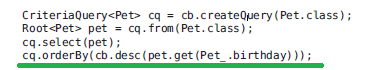 CriteriaQuery<Pet> cq = cb.createQuery(Pet.class);
Root<Pet> pet = cq.from(Pet.class);
cq.select(pet);
cq.orderBy(cb.desc(pet.get(Pet_.birthday)));